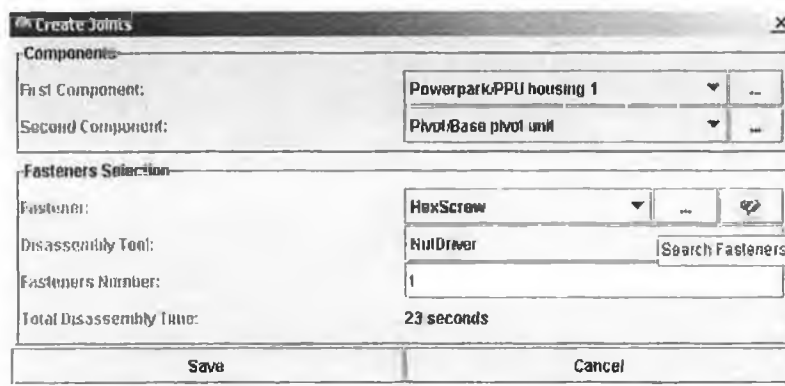 Create Joints
Components
First Component: Powerpark/PPU housing 1 ...
Second Component: Pivot/Base pivot unit ...
Fasteners Selection
Fastener: HexScrew ...
Disassembly Tool: NutDriver Search Fasteners
Fasteners Number: 1
Total Disassembly Time: 23 seconds
Save Cancel